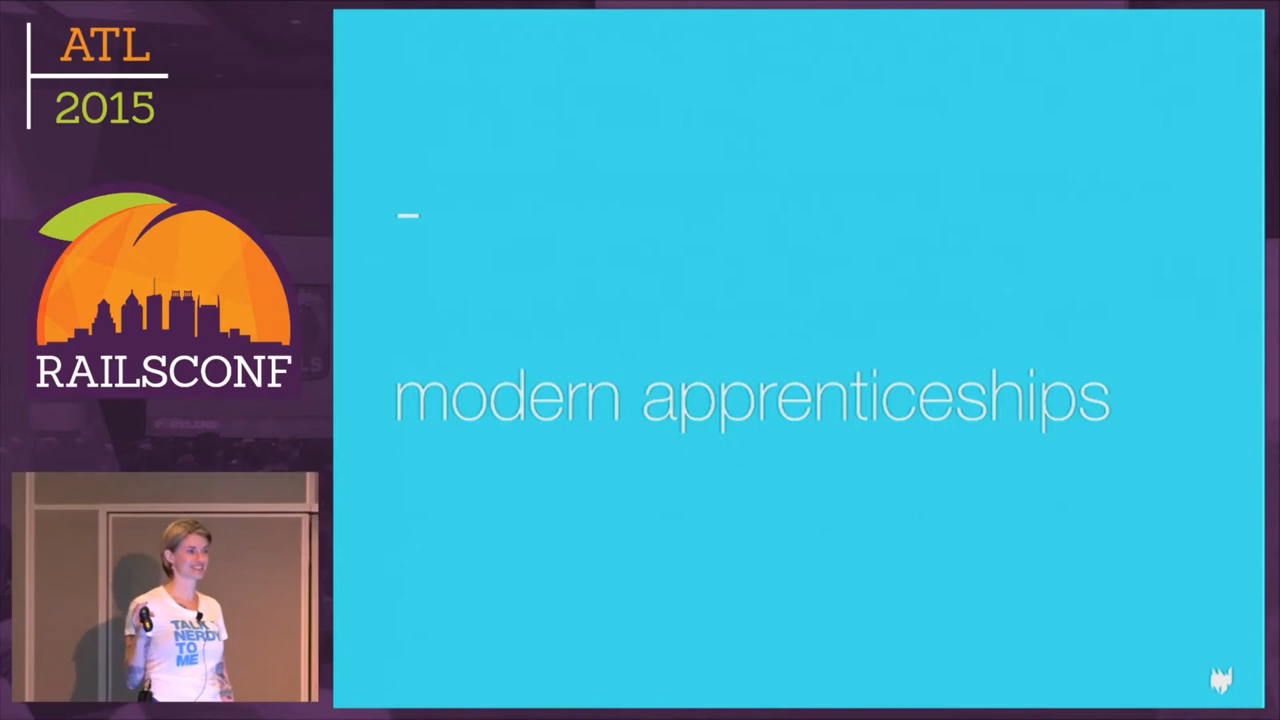 ATL
2015
RAILSCONF
modern apprenticeships
TALK
NERDY
TO
ME